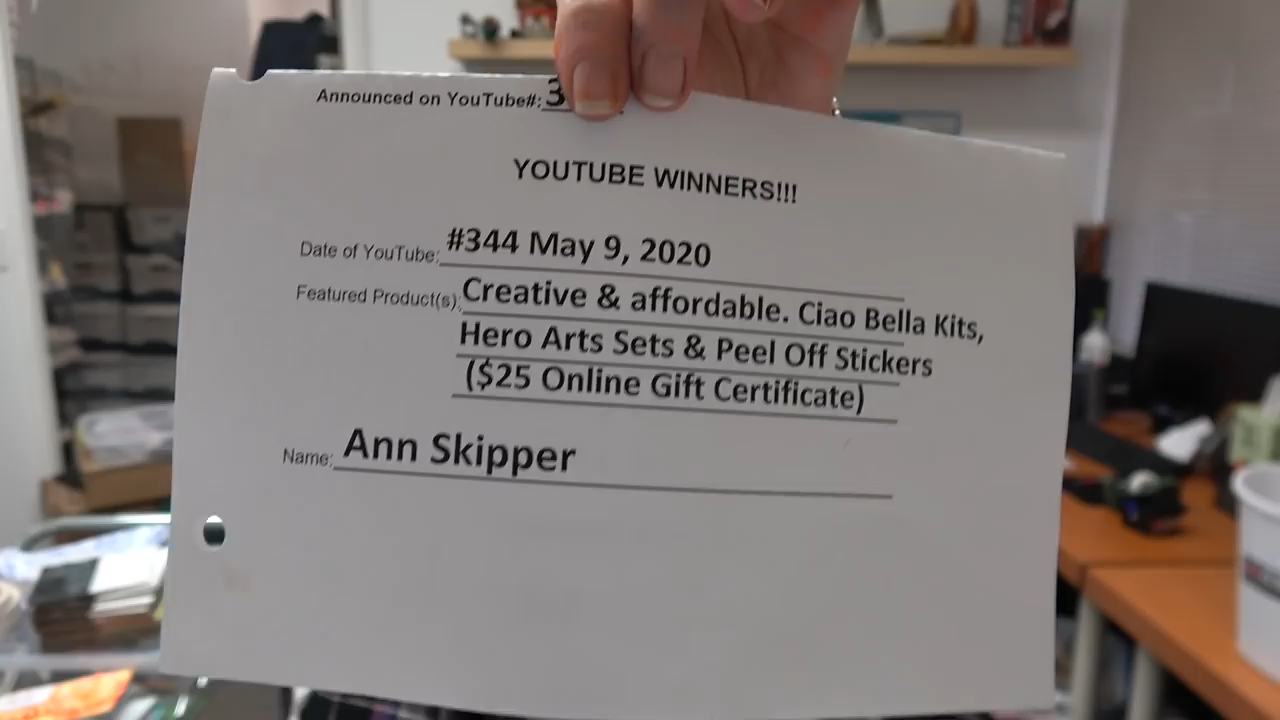 Announced on YouTube#: 3
YOUTUBE WINNERS!!!
Date of YouTube: #344 May 9, 2020
Featured Product(s): Creative & affordable. Ciao Bella Kits,
Hero Arts Sets & Peel Off Stickers
($25 Online Gift Certificate)
Name: Ann Skipper